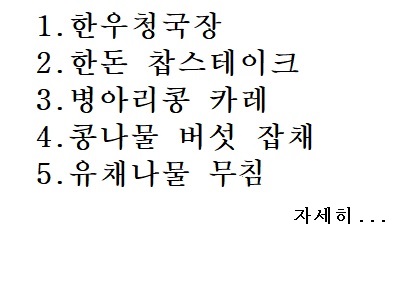 1.한우청국장
2.한돈 찹스테이크
3.병아리콩 카레
4.콩나물 버섯 잡채
5.유채나물 무침
자세히...